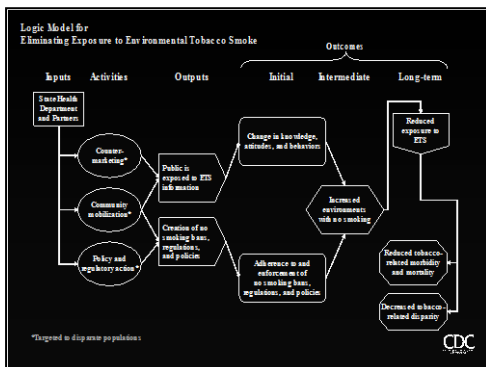 Logic Model for
Eliminating Exposure to Environmental Tobacco Smoke
Outcomes
Inputs
Activities
Outputs
Initial
Intermediate
Long-term
State Health
Department
and Partners
Counter-
marketing*
Community
mobilization*
Policy and
regulatory action*
Public is
exposed to ETS
information
Creation of no
smoking bans,
regulations,
and policies
Change in knowledge,
attitudes, and behaviors
Adherence to and
enforcement of
no smoking bans,
regulations, and policies
Increased
environments
with no smoking
Reduced
exposure to
ETS
Reduced tobacco-
related morbidity
and mortality
Decreased tobacco-
related disparity
*Targeted to disparate populations
CDC